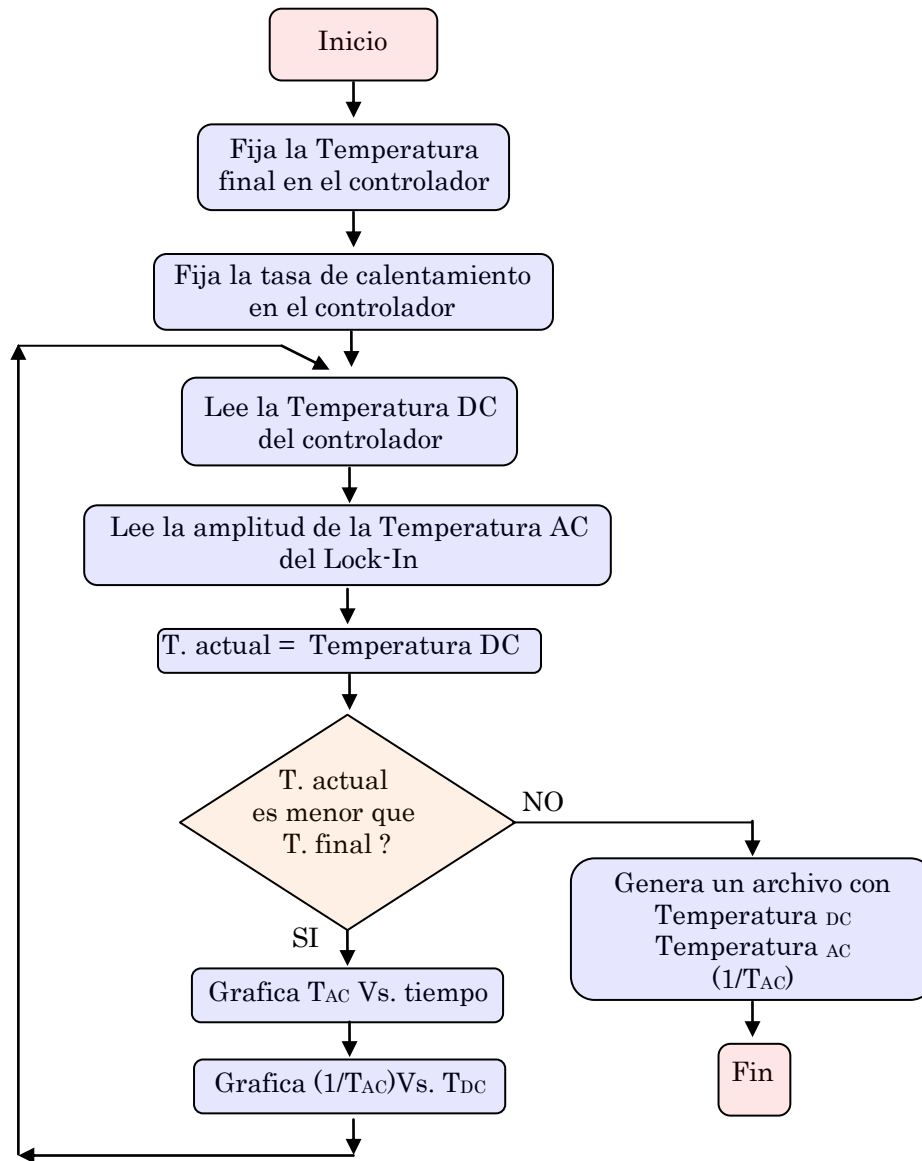 Inicio
Fija la Temperatura
final en el controlador
Fija la tasa de calentamiento
en el controlador
Lee la Temperatura DC
del controlador
Lee la amplitud de la Temperatura AC
del Lock-In
T. actual = Temperatura DC
T. actual
es menor que
T. final ?
NO
SI
Genera un archivo con
Temperatura DC
Temperatura AC
(1/TAC)
Grafica TAC Vs. tiempo
Grafica (1/TAC)Vs. TDC
Fin